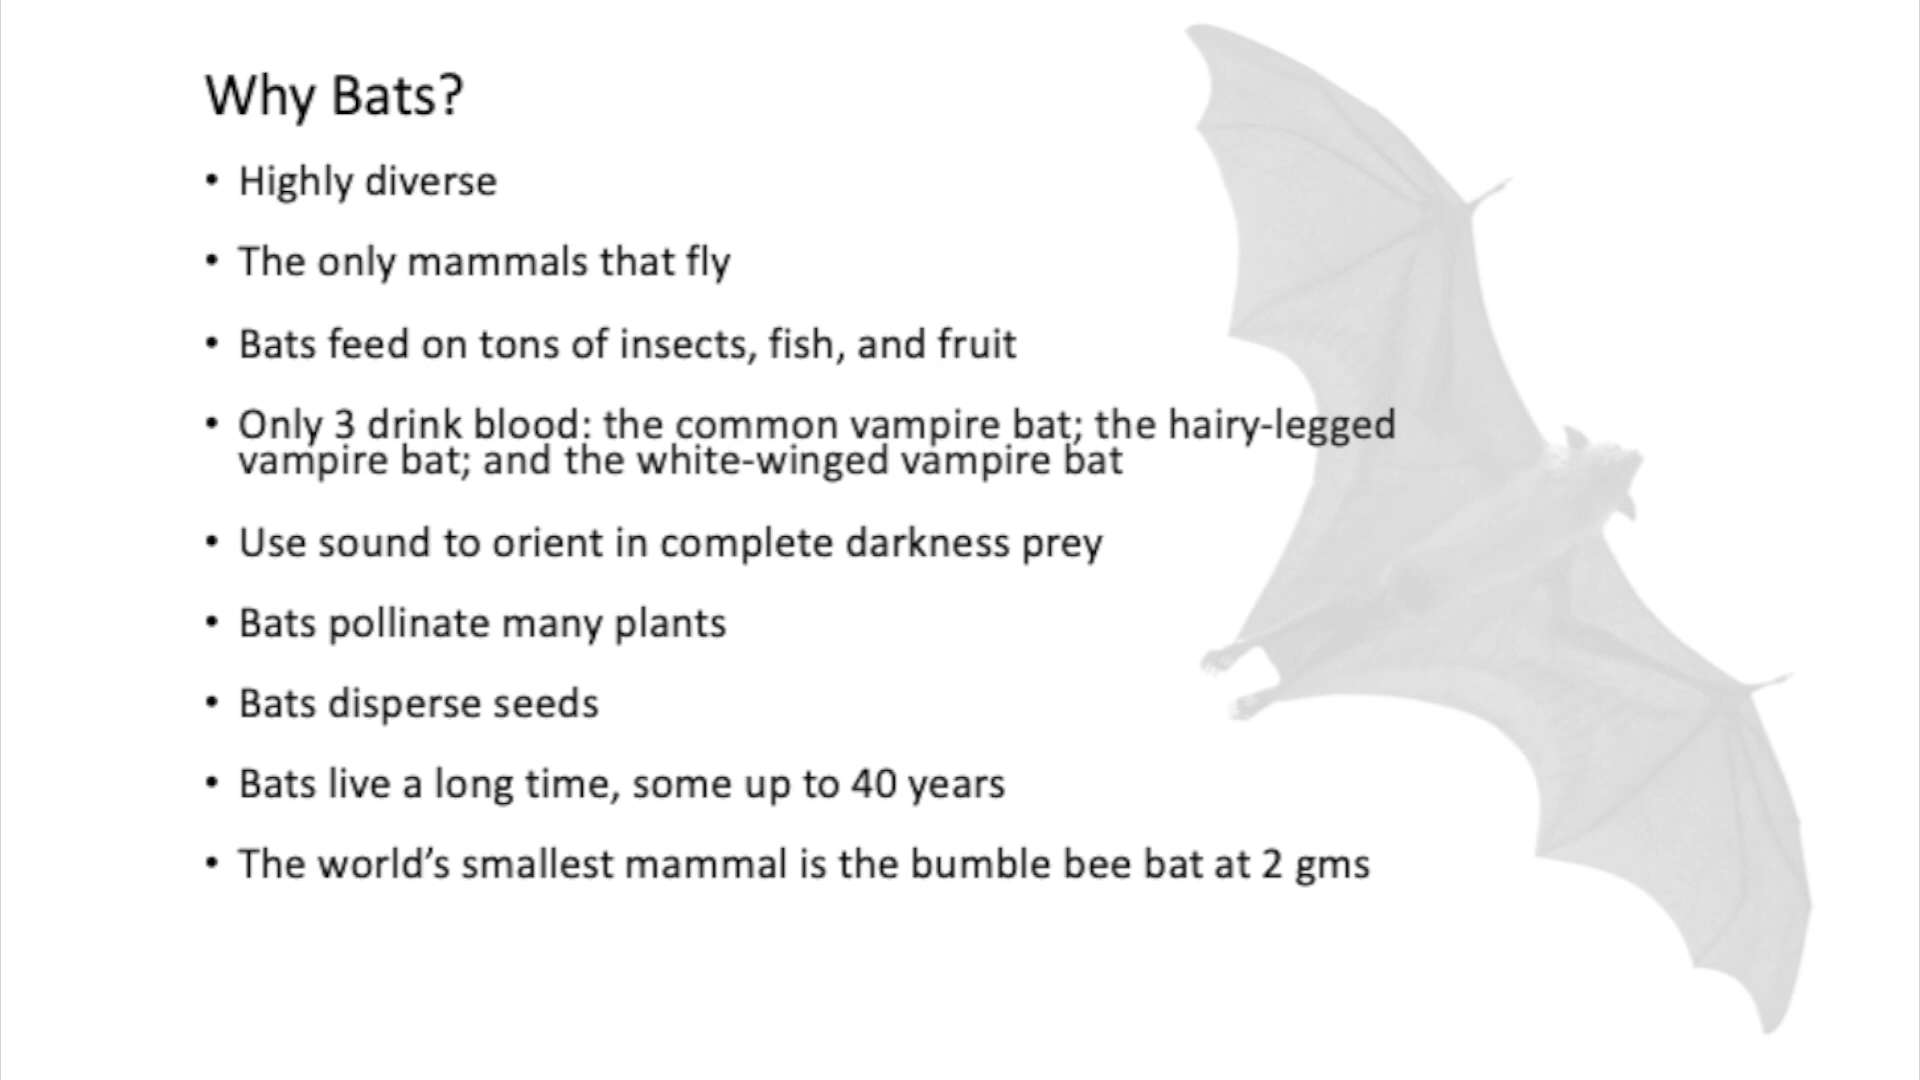 Why Bats?
• Highly diverse
• The only mammals that fly
• Bats feed on tons of insects, fish, and fruit
• Only 3 drink blood: the common vampire bat; the hairy-legged
vampire bat; and the white-winged vampire bat
• Use sound to orient in complete darkness prey
• Bats pollinate many plants
• Bats disperse seeds
• Bats live a long time, some up to 40 years
• The world’s smallest mammal is the bumble bee bat at 2 gms